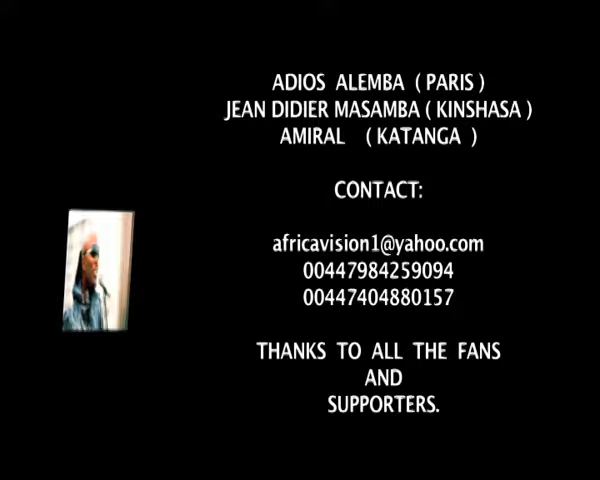 ADIOS ALEMBA ( PARIS )
JEAN DIDIER MASAMBA ( KINSHASA )
AMIRAL ( KATANGA )
CONTACT:
africavision1@yahoo.com
00447984259094
00447404880157
THANKS TO ALL THE FANS
AND
SUPPORTERS.